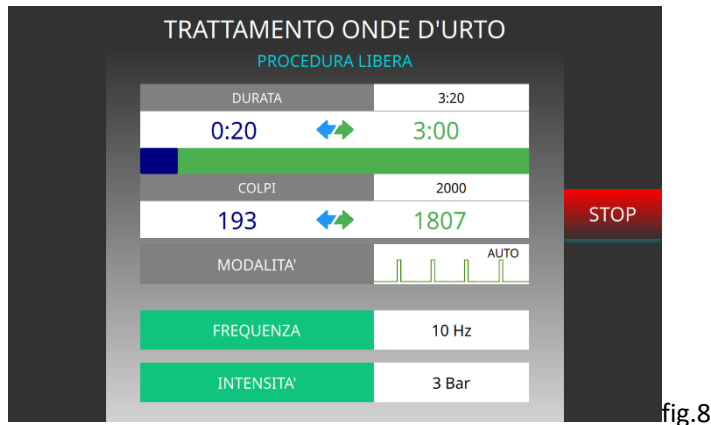 TRATTAMENTO ONDE D'URTO
PROCEDURA LIBERA
DURATA 3:20
0:20 3:00
COLPI 2000
193 1807
STOP
MODALITA' AUTO
FREQUENZA 10 Hz
INTENSITA' 3 Bar
fig.8